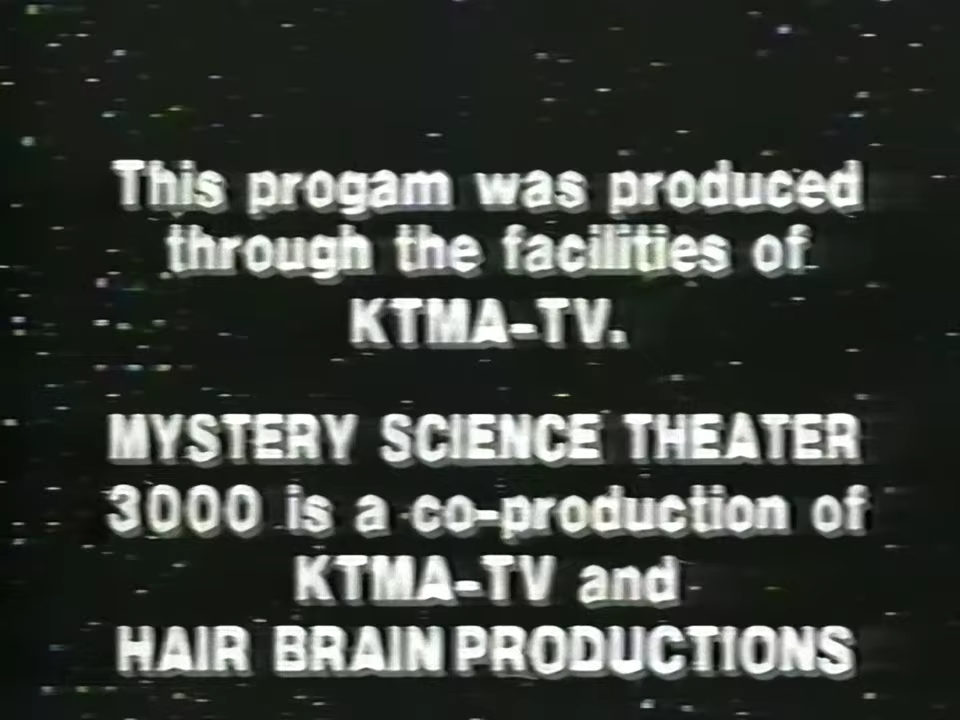 This progam was produced
through the facilities of
KTMA-TV.
MYSTERY SCIENCE THEATER
3000 is a co-production of
KTMA-TV and
HAIR BRAIN PRODUCTIONS